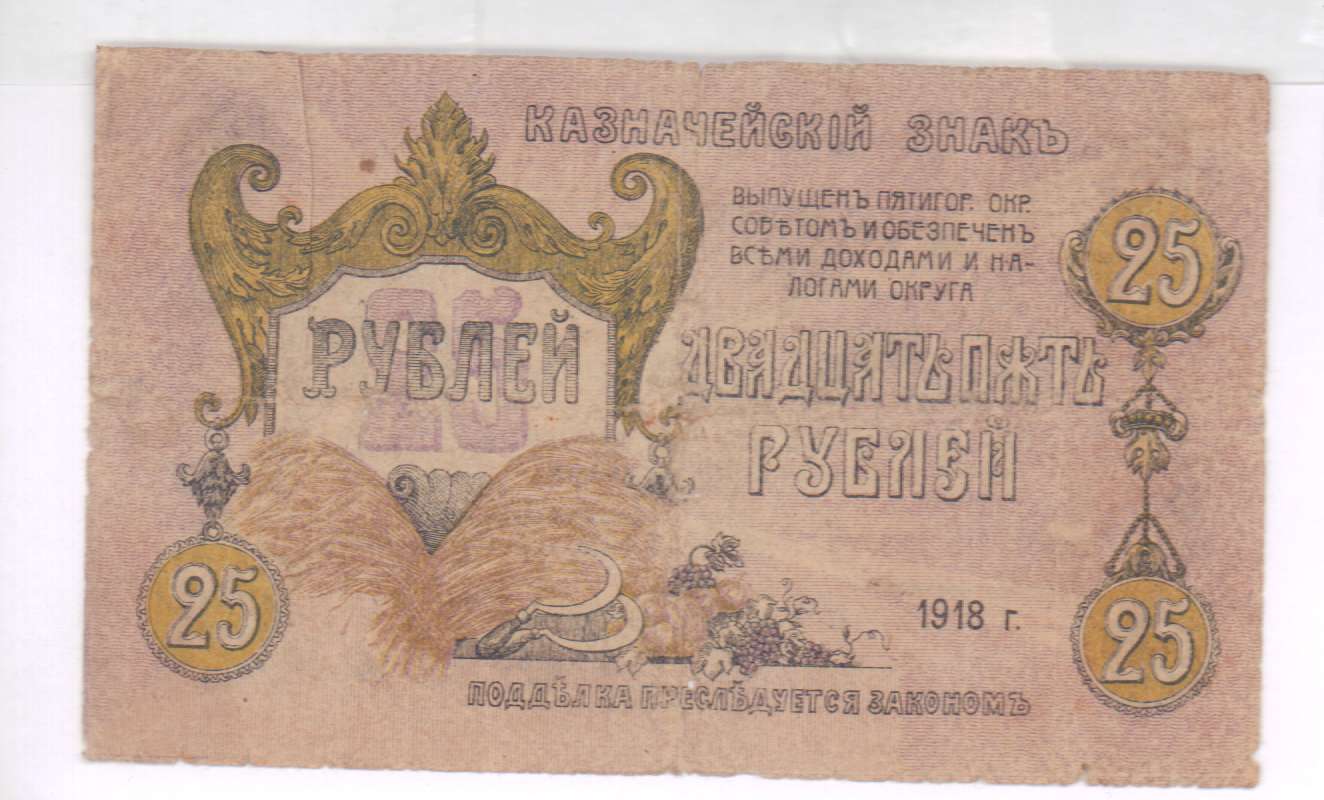 КАЗНАЧЕЙСКІЙ ЗНАКЪ
ВЫПУЩЕНЪ ПЯТИГОР. ОКР.
СОВѢТОМЪ И ОБЕЗПЕЧЕНЪ
ВСѢМИ ДОХОДАМИ И НА-
ЛОГАМИ ОКРУГА
25
25
РУБЛЕЙ
ДВАДЦАТЬ ПЯТЬ
РУБЛЕЙ
25
1918 г.
25
ПОДДѢЛКА ПРЕСЛѢДУЕТСЯ ЗАКОНОМЪ